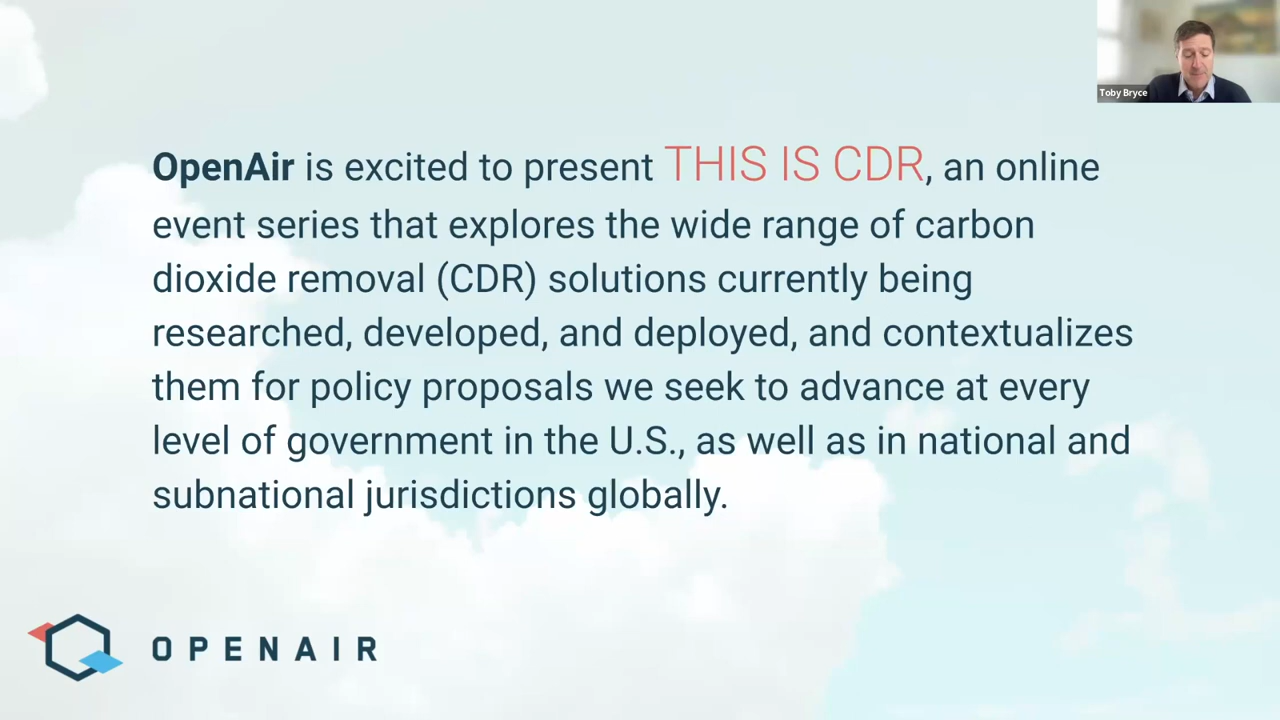 Toby Bryce
OpenAir is excited to present THIS IS CDR, an online
event series that explores the wide range of carbon
dioxide removal (CDR) solutions currently being
researched, developed, and deployed, and contextualizes
them for policy proposals we seek to advance at every
level of government in the U.S., as well as in national and
subnational jurisdictions globally.
OPENAIR